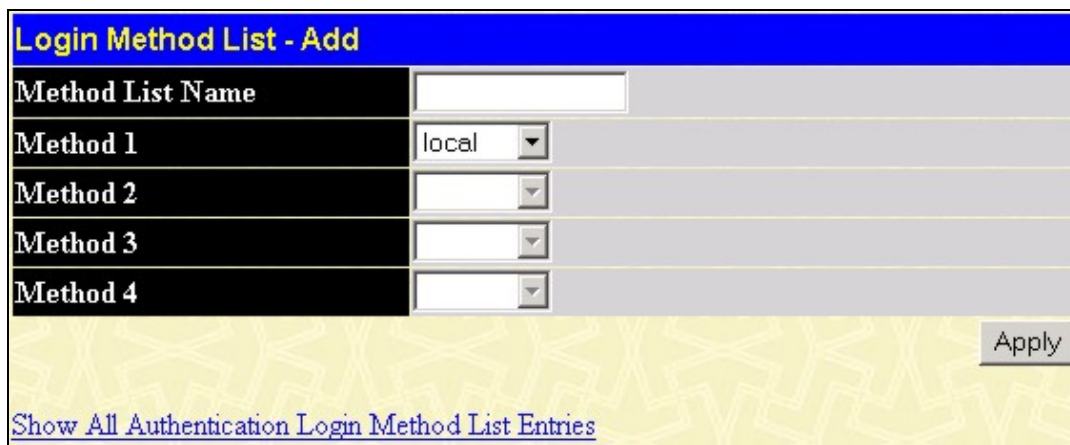 Login Method List - Add
Method List Name
Method 1 local
Method 2
Method 3
Method 4
Apply
Show All Authentication Login Method List Entries